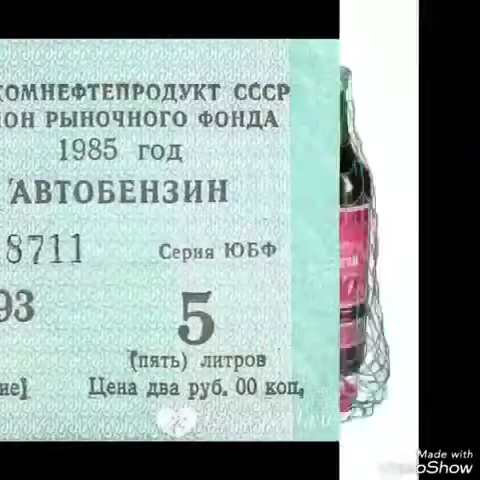 КОМНЕФТЕПРОДУКТ СССР
ОН РЫНОЧНОГО ФОНДА
1985 год
АВТОБЕНЗИН
8711 Серия ЮБФ
93
5
(пять) литров
ие) Цена два руб. 00 коп.
Made with
Show